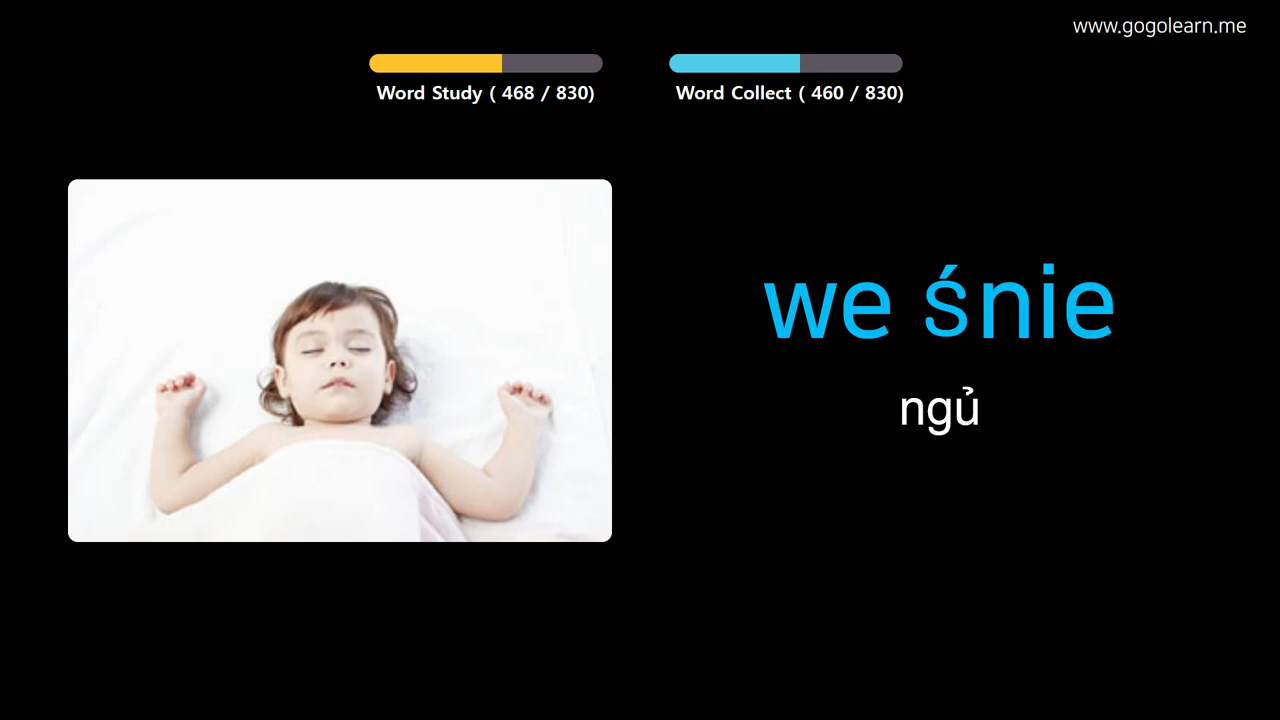 www.gogolearn.me
Word Study ( 468 / 830)
Word Collect ( 460 / 830)
we śnie
ngủ